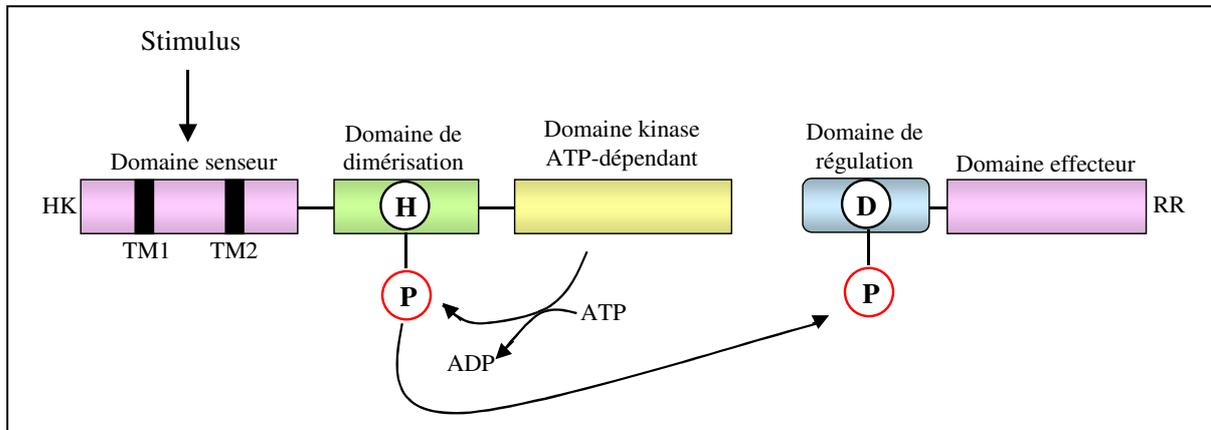 Stimulus
Domaine senseur
Domaine de
dimérisation
Domaine kinase
ATP-dépendant
Domaine de
régulation
Domaine effecteur
HK
TM1
TM2
H
D
RR
P
P
ATP
ADP